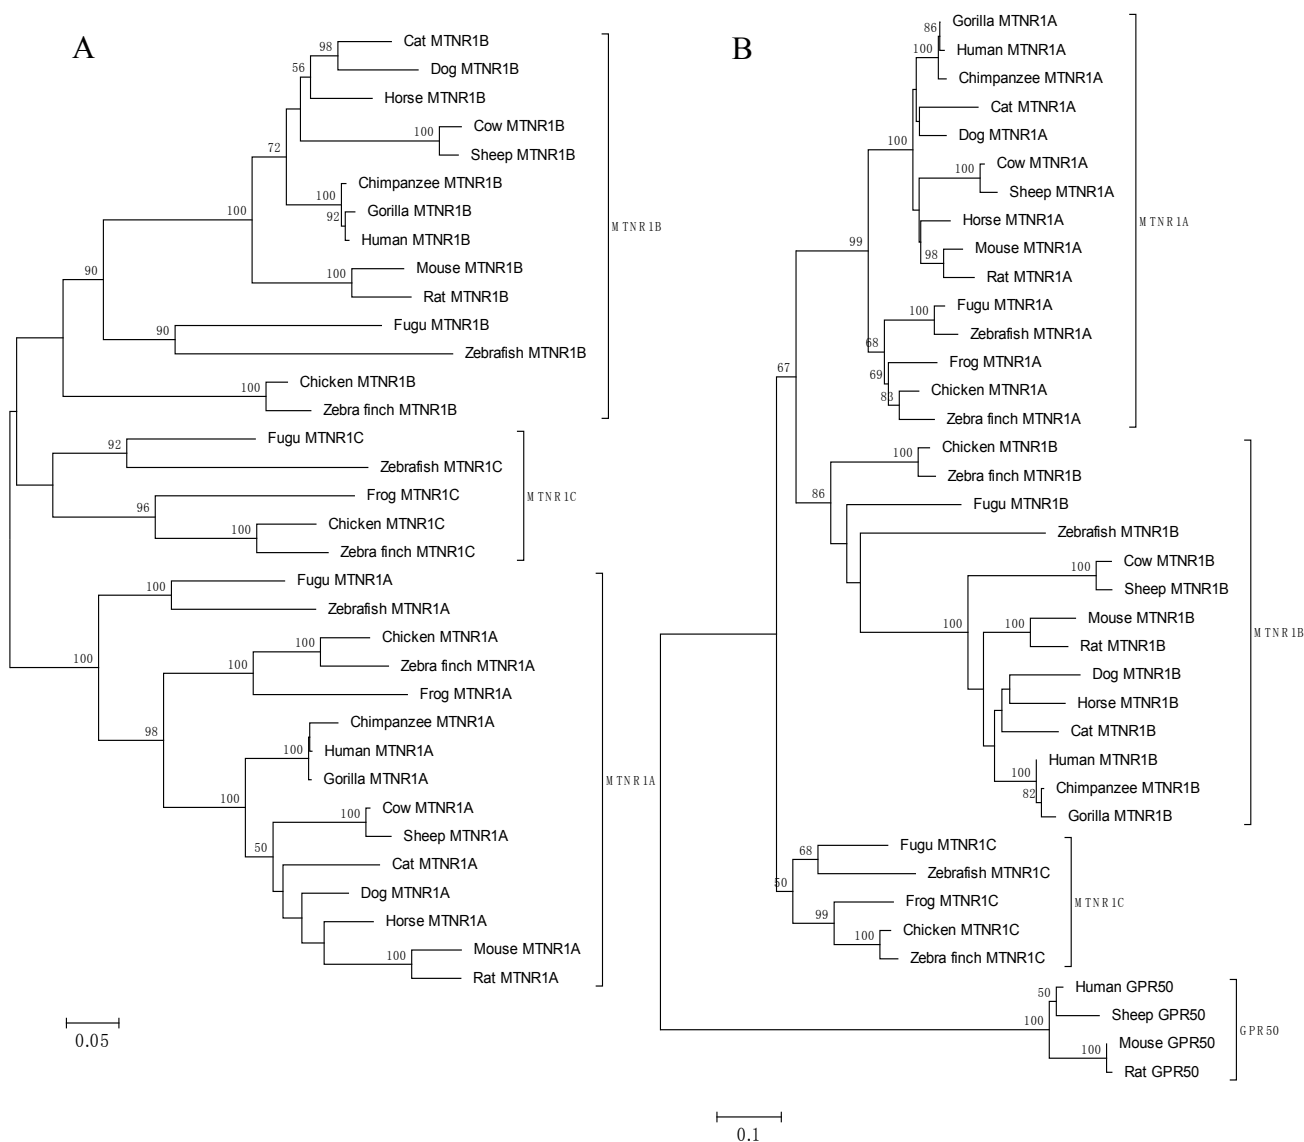 A
98
Cat MTNR1B
56
Dog MTNR1B
Horse MTNR1B
100
Cow MTNR1B
72
Sheep MTNR1B
Chimpanzee MTNR1B
100
Gorilla MTNR1B
92
100
Human MTNR1B
MTNR1B
90
100
Mouse MTNR1B
Rat MTNR1B
90
Fugu MTNR1B
Zebrafish MTNR1B
100
Chicken MTNR1B
Zebra finch MTNR1B
92
Fugu MTNR1C
Zebrafish MTNR1C
96
Frog MTNR1C
MTNR1C
100
Chicken MTNR1C
Zebra finch MTNR1C
100
Fugu MTNR1A
Zebrafish MTNR1A
100
Chicken MTNR1A
100
100
Zebra finch MTNR1A
Frog MTNR1A
98
Chimpanzee MTNR1A
100
Human MTNR1A
Gorilla MTNR1A
MTNR1A
100
100
Cow MTNR1A
Sheep MTNR1A
50
Cat MTNR1A
Dog MTNR1A
Horse MTNR1A
100
Mouse MTNR1A
Rat MTNR1A
0.05
B
86
Gorilla MTNR1A
100
Human MTNR1A
Chimpanzee MTNR1A
Cat MTNR1A
100
Dog MTNR1A
100
Cow MTNR1A
Sheep MTNR1A
Horse MTNR1A
MTNR1A
99
98
Mouse MTNR1A
Rat MTNR1A
100
Fugu MTNR1A
68
Zebrafish MTNR1A
67
69
Frog MTNR1A
83
Chicken MTNR1A
Zebra finch MTNR1A
100
Chicken MTNR1B
86
Zebra finch MTNR1B
Fugu MTNR1B
Zebrafish MTNR1B
100
Cow MTNR1B
Sheep MTNR1B
100
100
Mouse MTNR1B
MTNR1B
Rat MTNR1B
Dog MTNR1B
Horse MTNR1B
Cat MTNR1B
100
Human MTNR1B
82
Chimpanzee MTNR1B
Gorilla MTNR1B
68
Fugu MTNR1C
50
Zebrafish MTNR1C
99
Frog MTNR1C
MTNR1C
100
Chicken MTNR1C
Zebra finch MTNR1C
50
Human GPR50
100
Sheep GPR50
GPR50
100
Mouse GPR50
Rat GPR50
0.1